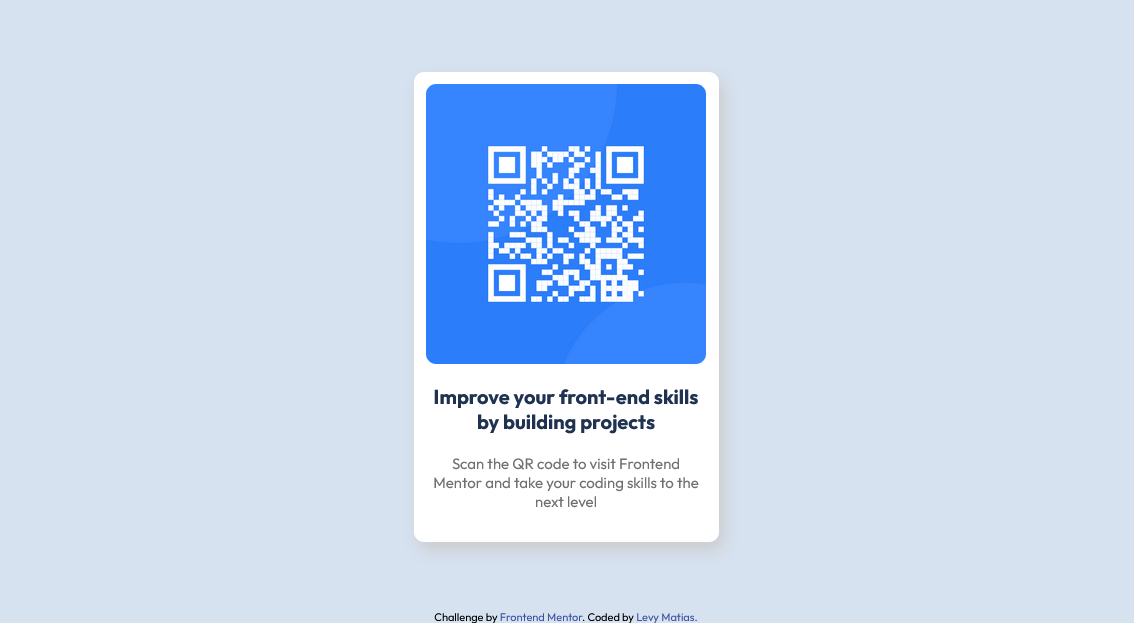 Improve your front-end skills
by building projects
Scan the QR code to visit Frontend
Mentor and take your coding skills to the
next level
Challenge by Frontend Mentor. Coded by Levy Matias.